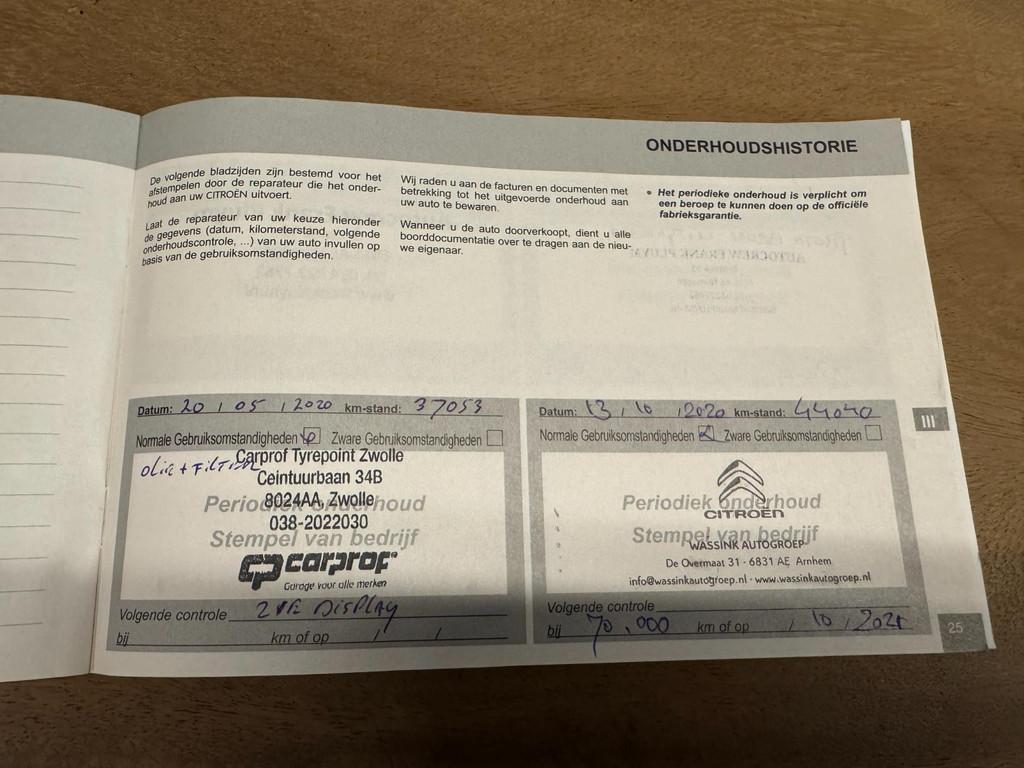 ONDERHOUDSHISTORIE
De volgende bladzijden zijn bestemd voor het
afstempelen door de reparateur die het onder-
houd aan uw CITROËN uitvoert.
Laat de reparateur van uw keuze hieronder
de gegevens (datum, kilometerstand, volgende
onderhoudscontrole, ...) van uw auto invullen op
basis van de gebruiksomstandigheden.
Wij raden u aan de facturen en documenten met
betrekking tot het uitgevoerde onderhoud aan
uw auto te bewaren.
Wanneer u de auto doorverkoopt, dient u alle
boorddocumentatie over te dragen aan de nieu-
we eigenaar.
• Het periodieke onderhoud is verplicht om
een beroep te kunnen doen op de officiële
fabrieksgarantie.
Datum: 20 / 05 / 2020 km-stand: 37053
Normale Gebruiksomstandigheden Zware Gebruiksomstandigheden
olie + Filter
Carprof Tyrepoint Zwolle
Ceintuurbaan 34B
Periodiek onderhoud
8024AA Zwolle
038-2022030
Stempel van bedrijf
carprof
Garage voor alle merken
Volgende controle ZIE DISPLAY
bij km of op / /
Datum: 13 / 10 / 2020 km-stand: 44040
Normale Gebruiksomstandigheden Zware Gebruiksomstandigheden
Periodiek onderhoud
CITROËN
Stempel van bedrijf
WASSINK AUTOGROEP
De Overmaat 31 - 6831 AE Arnhem
info@wassinkautogroep.nl - www.wassinkautogroep.nl
Volgende controle
bij 70.000 km of op / 10 / 2021
III
25